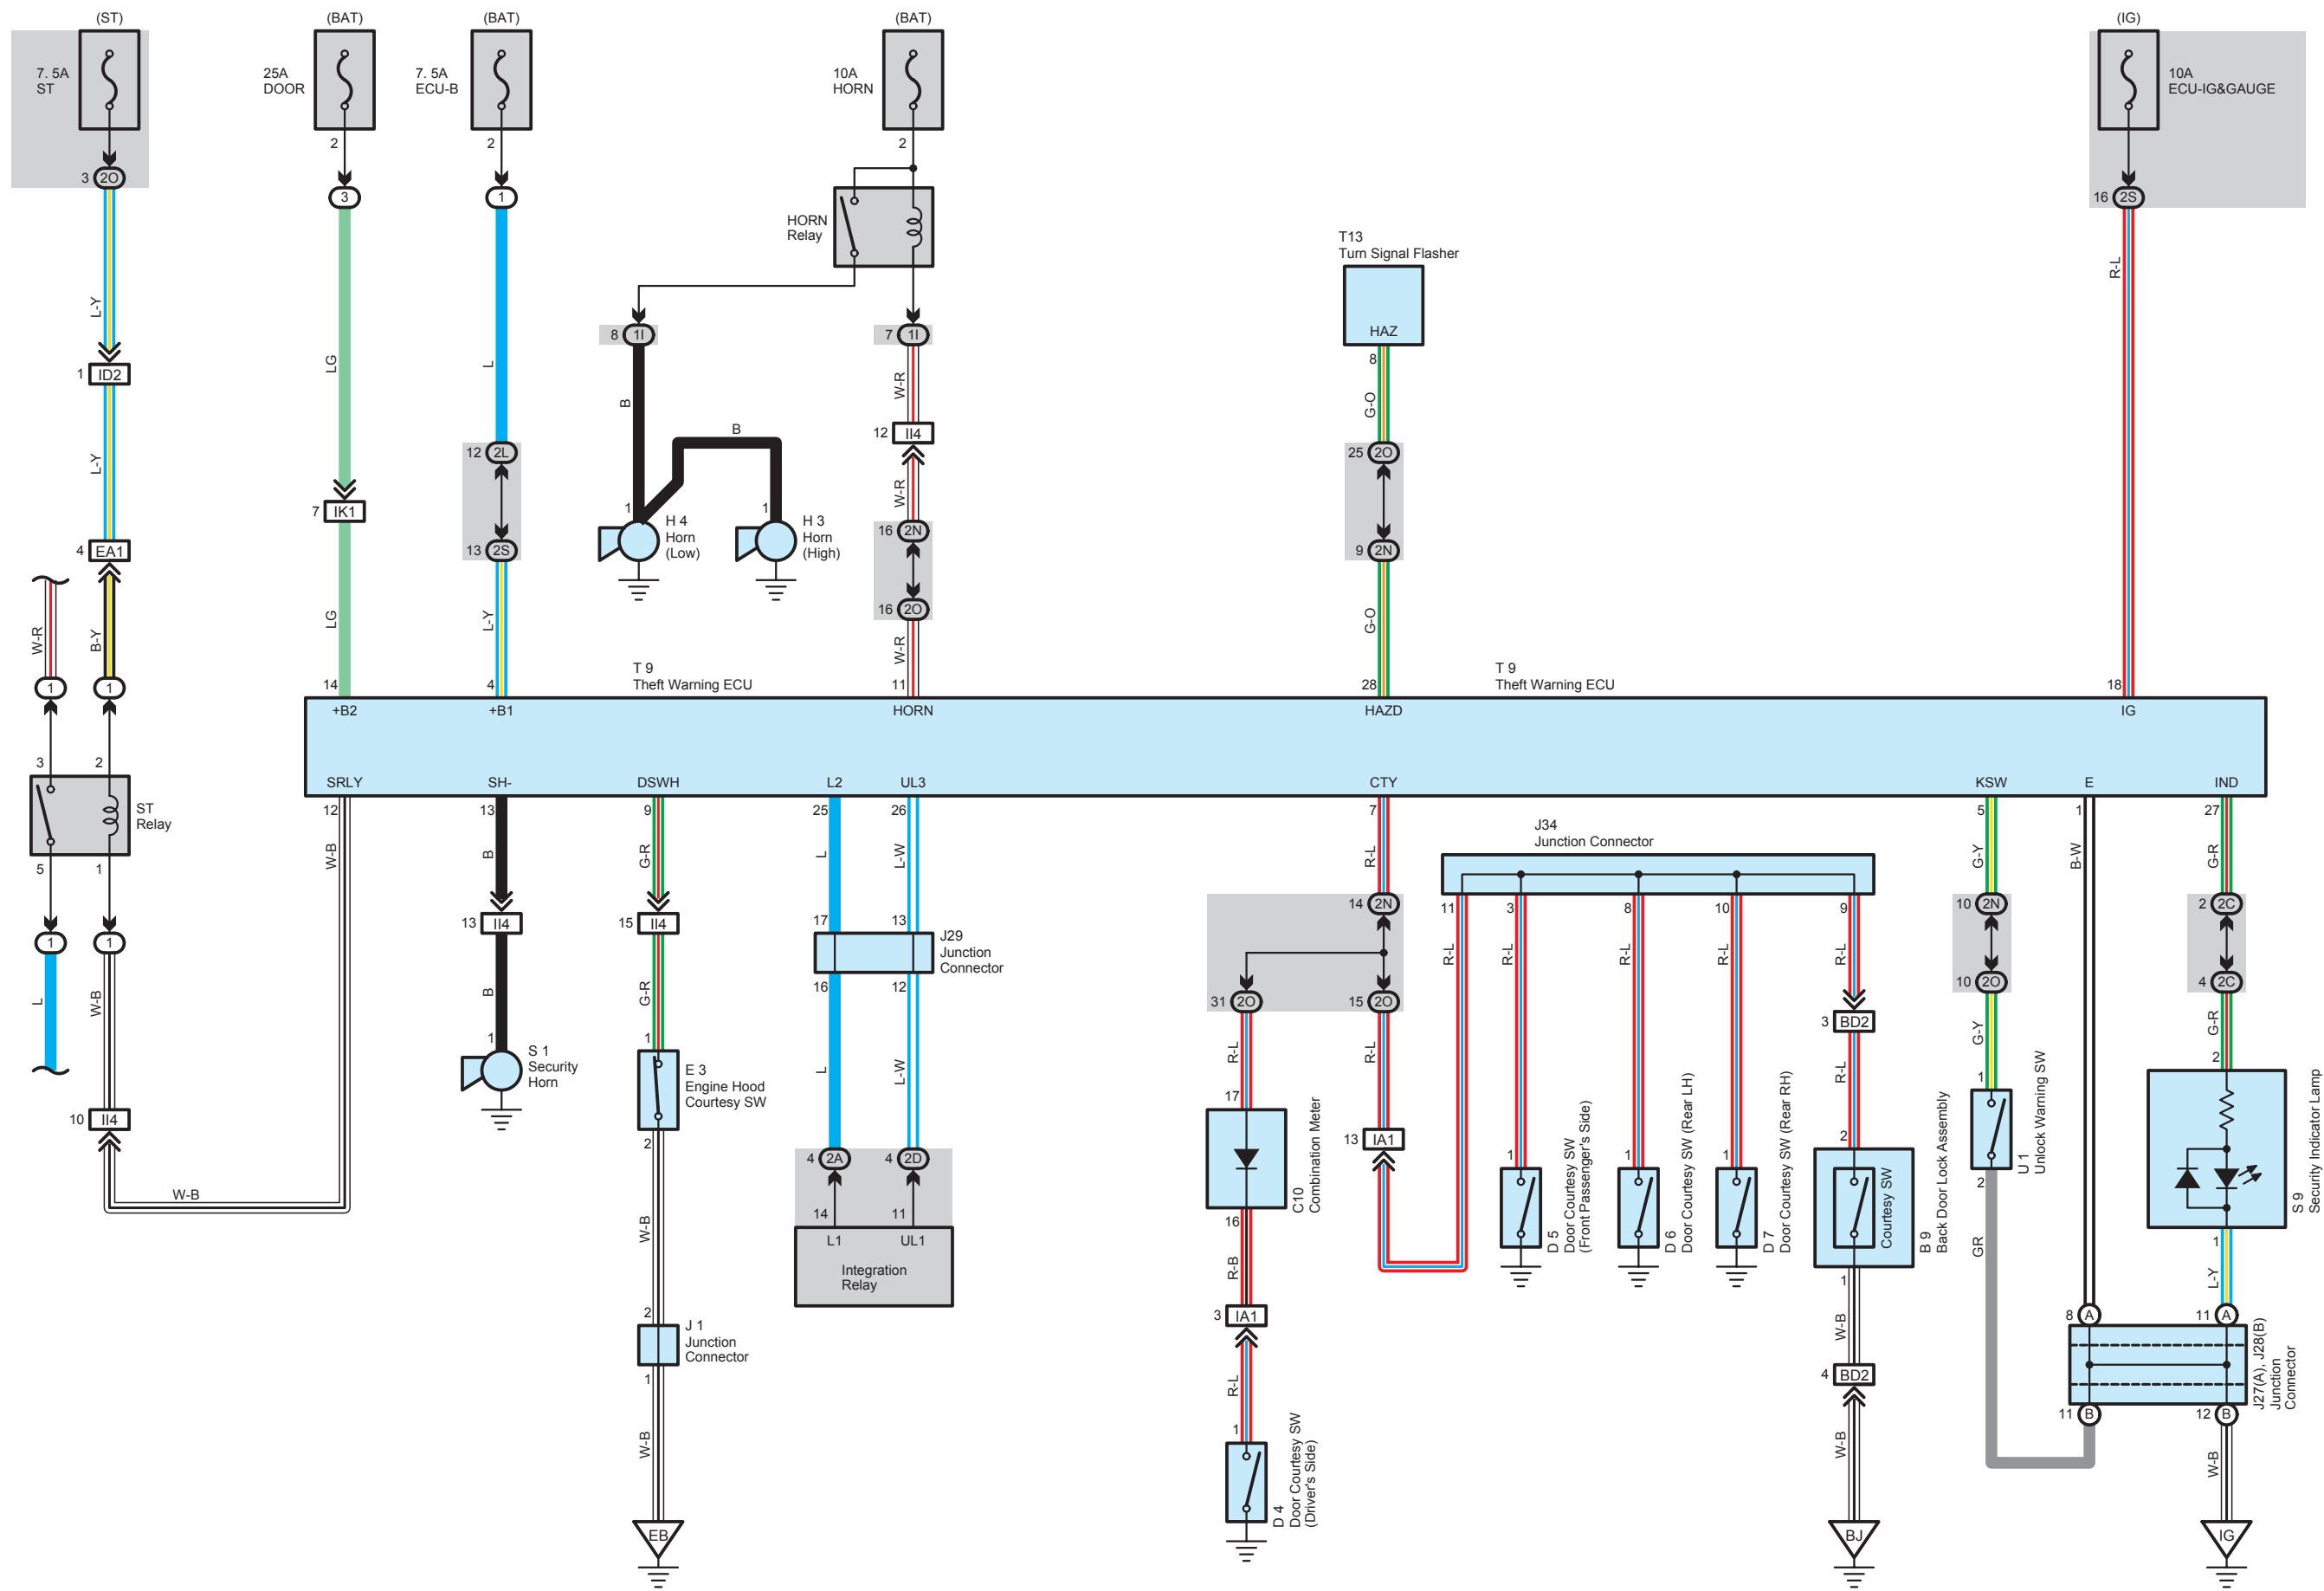 (ST)
(BAT)
(BAT)
(BAT)
(IG)
7. 5A
ST
25A
DOOR
7. 5A
ECU-B
10A
HORN
10A
ECU-IG&GAUGE
2
2
2
3 2O
3
1
16 2S
HORN
Relay
T13
Turn Signal Flasher
HAZ
8
L-Y
LG
L
R-L
8 1I
7 1I
1 ID2
B
W-R
G-O
B
12 II4
12 2L
25 2O
L-Y
W-R
7 IK1
1
H 4
Horn
(Low)
1
H 3
Horn
(High)
16 2N
4 EA1
13 2S
9 2N
16 2O
W-R
B-Y
LG
L-Y
W-R
G-O
1
1
T 9
Theft Warning ECU
T 9
Theft Warning ECU
14
4
11
28
18
+B2
+B1
HORN
HAZD
IG
3
2
SRLY
SH-
DSWH
L2
UL3
CTY
KSW
E
IND
ST
Relay
12
13
9
25
26
7
5
1
27
5
1
W-B
B
G-R
L
L-W
R-L
J34
Junction Connector
G-Y
B-W
G-R
1
1
13 II4
15 II4
17
13
J29
Junction
Connector
16
12
14 2N
11
3
8
10
9
10 2N
2 2C
L
W-B
B
G-R
R-L
R-L
R-L
R-L
R-L
31 2O
15 2O
3 BD2
10 2O
4 2C
1
S 1
Security
Horn
1
E 3
Engine Hood
Courtesy SW
2
L
L-W
R-L
R-L
R-L
G-Y
G-R
10 II4
W-B
4 2A
4 2D
14
11
L1
UL1
Integration
Relay
17
C10
Combination Meter
16
13 IA1
1
D 5
Door Courtesy SW
(Front Passenger's Side)
1
D 6
Door Courtesy SW (Rear LH)
1
D 7
Door Courtesy SW (Rear RH)
2
Courtesy SW
B 9
Back Door Lock Assembly
1
1
U 1
Unlock Warning SW
2
2
S 9
Security Indicator Lamp
1
W-B
R-B
GR
L-Y
2
J 1
Junction
Connector
1
3 IA1
W-B
8 A
11 A
J27(A), J28(B)
Junction
Connector
R-L
4 BD2
11 B
12 B
W-B
1
D 4
Door Courtesy SW
(Driver's Side)
W-B
W-B
EB
BJ
IG